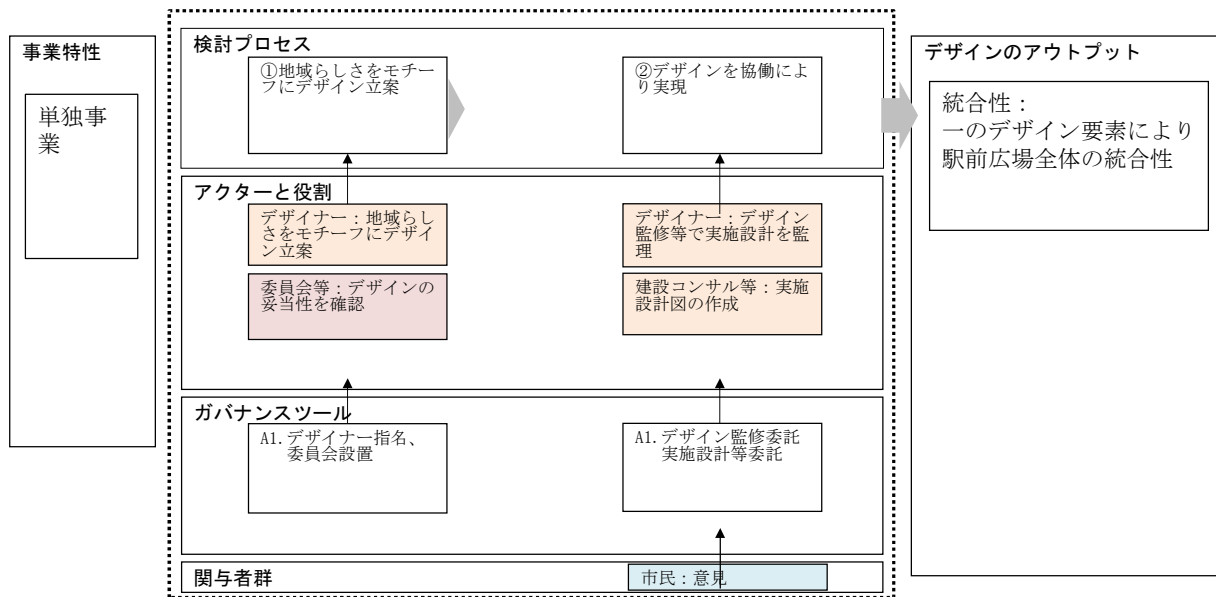 事業特性
単独事
業
検討プロセス
①地域らしさをモチー
フにデザイン立案
②デザインを協働によ
り実現
アクターと役割
デザイナー：地域らし
さをモチーフにデザイ
ン立案
委員会等：デザインの
妥当性を確認
デザイナー：デザイン
監修等で実施設計を監
理
建設コンサル等：実施
設計図の作成
ガバナンスツール
A1.デザイナー指名、
委員会設置
A1.デザイン監修委託
実施設計等委託
関与者群
市民：意見
デザインのアウトプット
統合性：
一のデザイン要素により
駅前広場全体の統合性